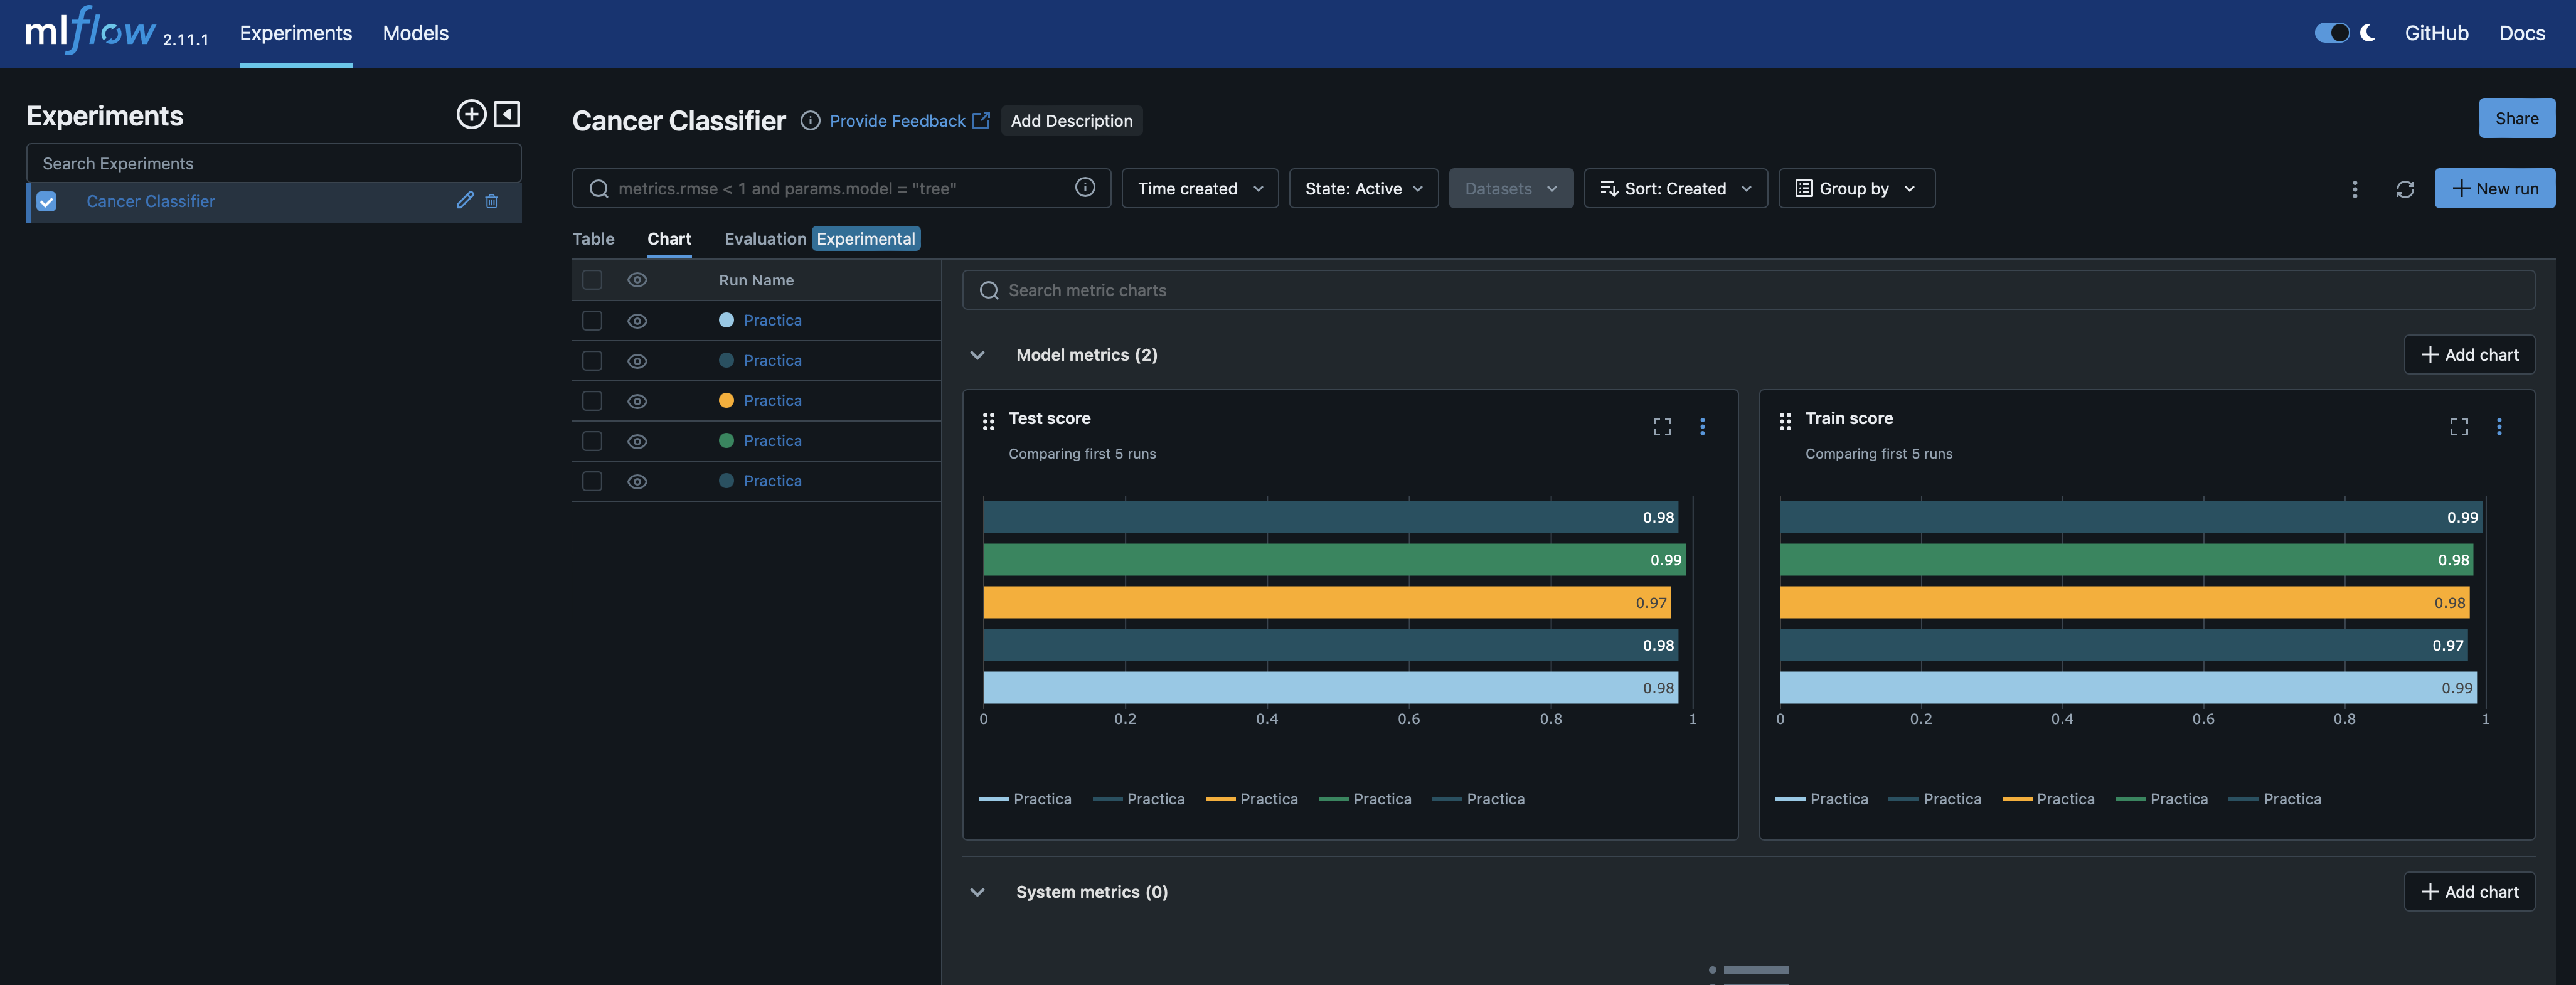 mlflow 2.11.1 Experiments Models GitHub Docs
Experiments
Search Experiments
Cancer Classifier
Cancer Classifier Provide Feedback Add Description Share
metrics.rmse < 1 and params.model = "tree" Time created State: Active Datasets Sort: Created Group by New run
Table Chart Evaluation Experimental
Run Name
Practica
Practica
Practica
Practica
Practica
Search metric charts
Model metrics (2) Add chart
Test score
Comparing first 5 runs
0.98
0.99
0.97
0.98
0.98
0 0.2 0.4 0.6 0.8 1
Practica Practica Practica Practica Practica
Train score
Comparing first 5 runs
0.99
0.98
0.98
0.97
0.99
0 0.2 0.4 0.6 0.8 1
Practica Practica Practica Practica Practica
System metrics (0) Add chart